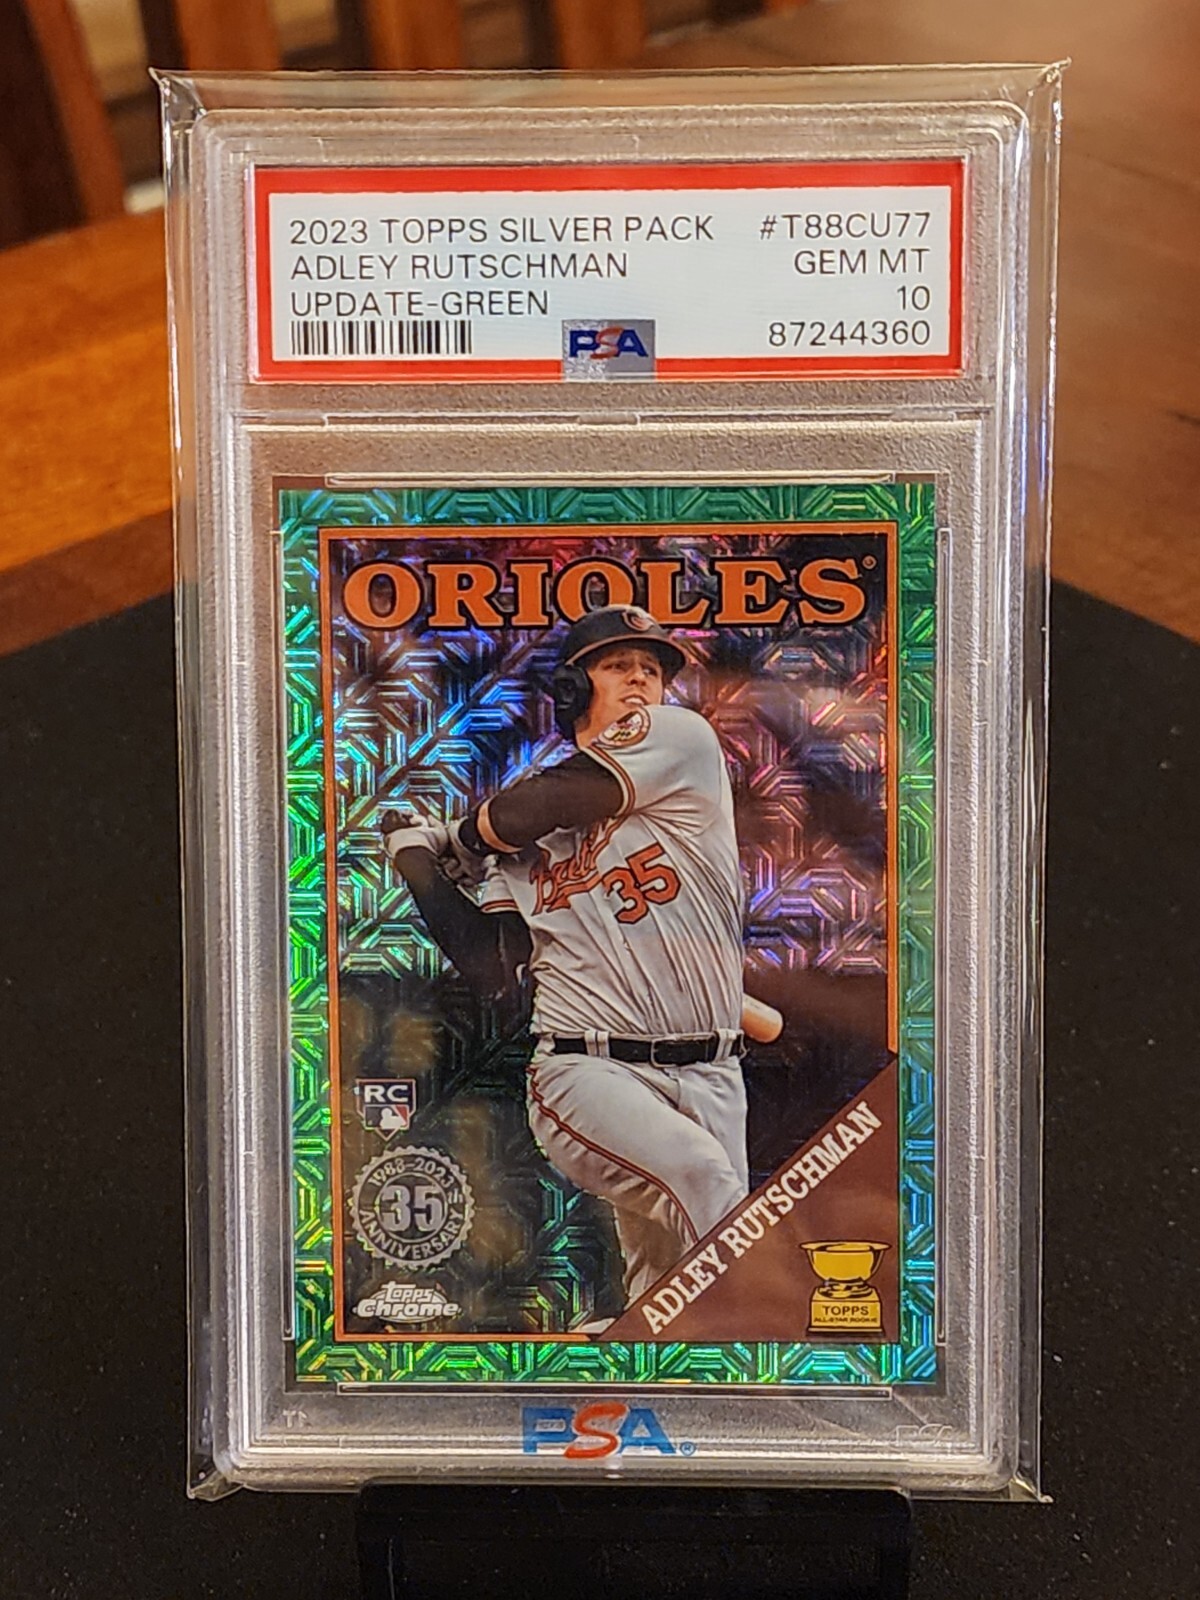 2023 TOPPS SILVER PACK #T88CU77
ADLEY RUTSCHMAN GEM MT
UPDATE-GREEN 10
PSA 87244360
ORIOLES®
35
RC
1988-2023
35th
ANNIVERSARY
Topps
Chrome
ADLEY RUTSCHMAN
TOPPS
ALL-STAR ROOKIE
PSA®